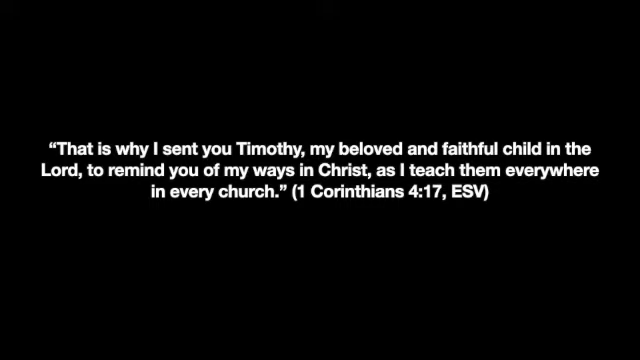 “That is why I sent you Timothy, my beloved and faithful child in the
Lord, to remind you of my ways in Christ, as I teach them everywhere
in every church.” (1 Corinthians 4:17, ESV)